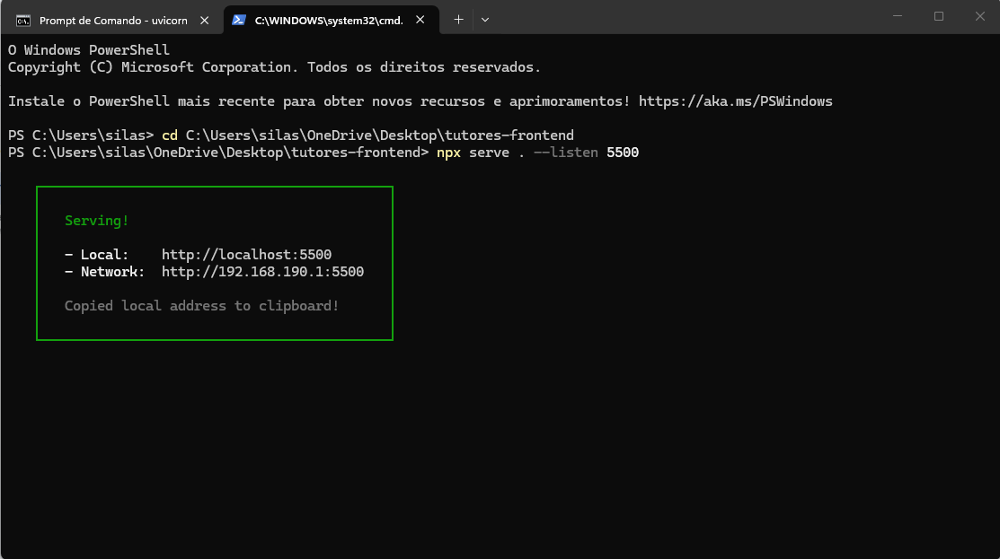 Prompt de Comando - uvicorn
C:\WINDOWS\system32\cmd.
O Windows PowerShell
Copyright (C) Microsoft Corporation. Todos os direitos reservados.
Instale o PowerShell mais recente para obter novos recursos e aprimoramentos! https://aka.ms/PSWindows
PS C:\Users\silas> cd C:\Users\silas\OneDrive\Desktop\tutores-frontend
PS C:\Users\silas\OneDrive\Desktop\tutores-frontend> npx serve . --listen 5500
Serving!
- Local:    http://localhost:5500
- Network:  http://192.168.190.1:5500
Copied local address to clipboard!